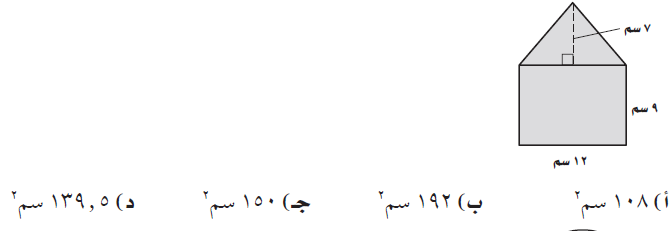 ٧ سم
٩ سم
١٢ سم
أ) ١٠٨ سم٢ ب) ١٩٢ سم٢ جـ) ١٥٠ سم٢ د) ١٣٩,٥ سم٢